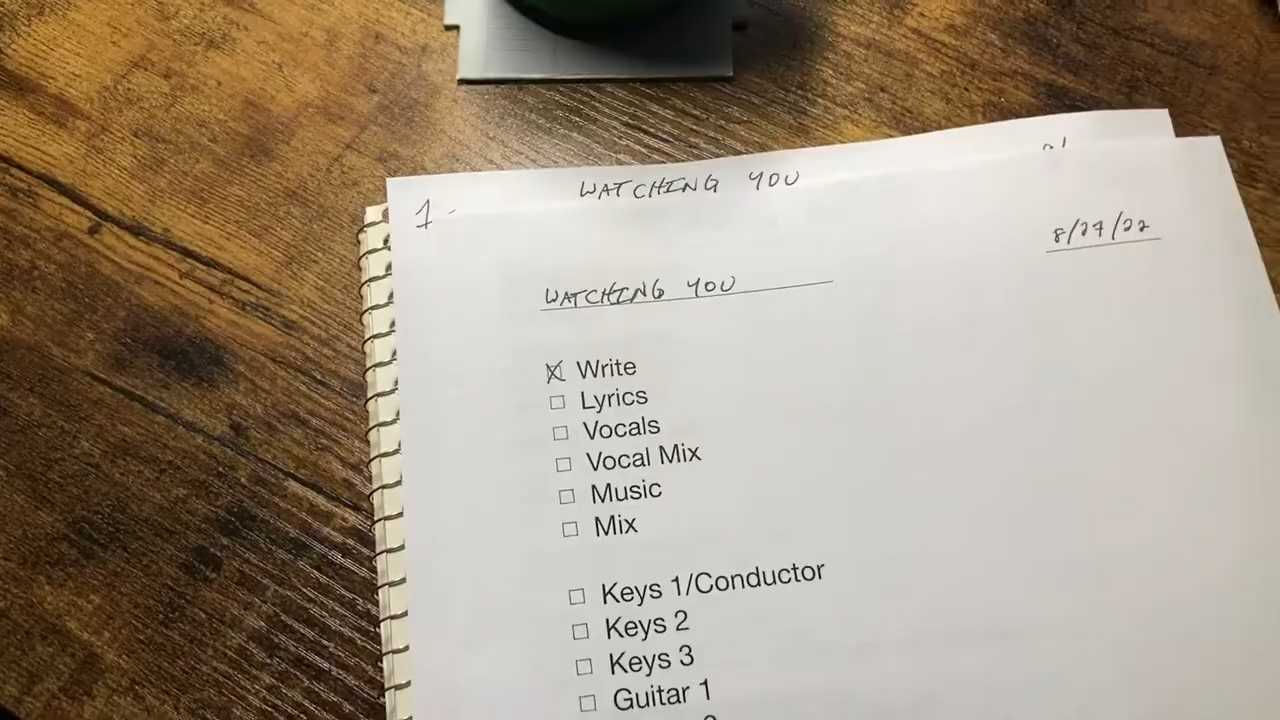 1- WATCHING YOU
8/27/22
WATCHING YOU
Write
Lyrics
Vocals
Vocal Mix
Music
Mix
Keys 1/Conductor
Keys 2
Keys 3
Guitar 1